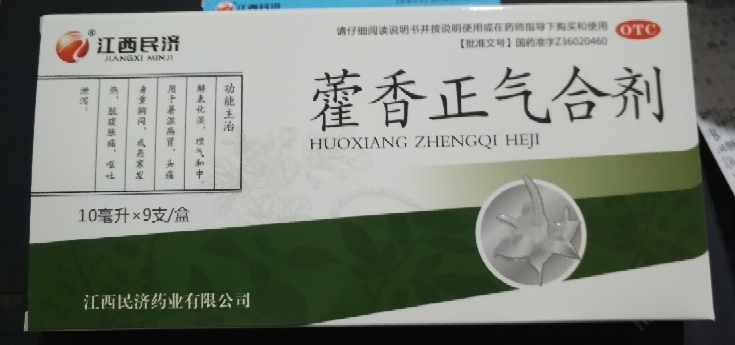 江西民济
JIANGXI MINJI
请仔细阅读说明书并按说明使用或在药师指导下购买和使用
OTC
【批准文号】国药准字Z36020460
藿香正气合剂
HUOXIANG ZHENGQI HEJI
功能主治
解表化湿，理气和中。
用于暑湿感冒，头痛
身重胸闷，或恶寒发
热，脘腹胀痛，呕吐
泄泻。
10毫升×9支/盒
江西民济药业有限公司